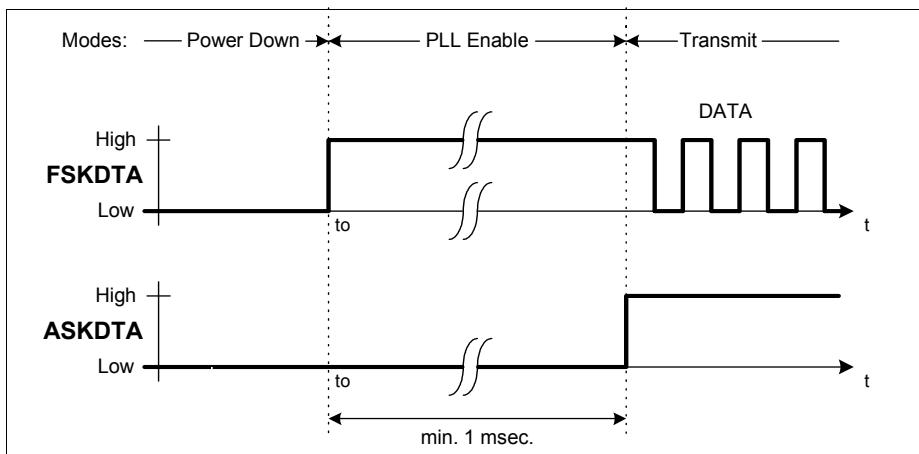 Modes: Power Down PLL Enable Transmit
DATA
High
FSKDTA
Low
to
t
High
ASKDTA
Low
to
t
min. 1 msec.